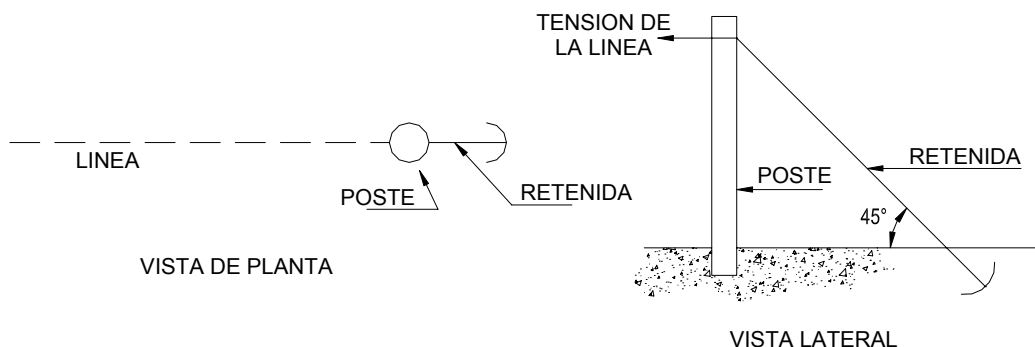 LINEA
POSTE
RETENIDA
VISTA DE PLANTA
TENSION DE
LA LINEA
RETENIDA
POSTE
45°
VISTA LATERAL